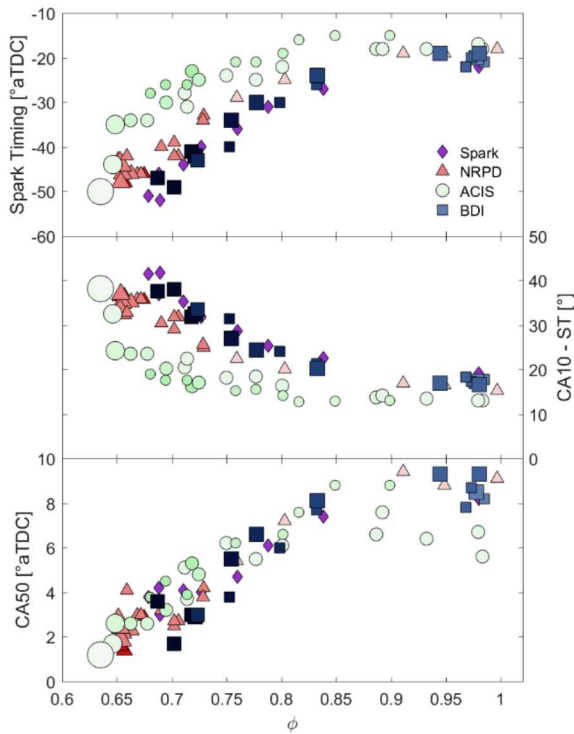 -10
-20
-30
-40
-50
-60
Spark Timing [°aTDC]
Spark
NRPD
ACIS
BDI
50
40
30
20
10
0
CA10 - ST [°]
10
8
6
4
2
0
CA50 [°aTDC]
0.6 0.65 0.7 0.75 0.8 0.85 0.9 0.95 1
ϕ